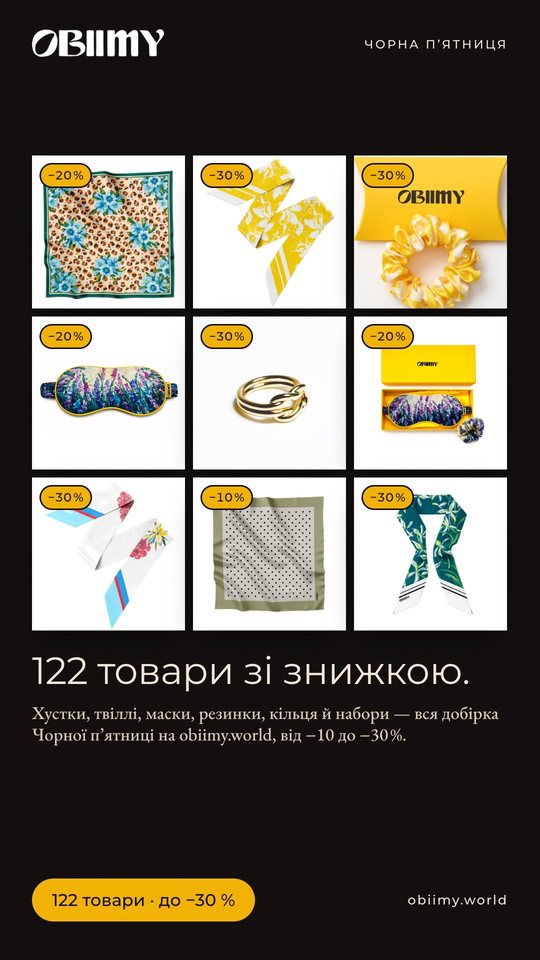 OBIIMY
ЧОРНА П’ЯТНИЦЯ
−20%
−30%
−30%
OBIIMY
−20%
−30%
−20%
OBIIMY
−30%
−10%
−30%
122 товари зі знижкою.
Хустки, твіллі, маски, резинки, кільця й набори — вся добірка
Чорної п’ятниці на obiimy.world, від −10 до −30%.
122 товари · до −30 %
obiimy.world